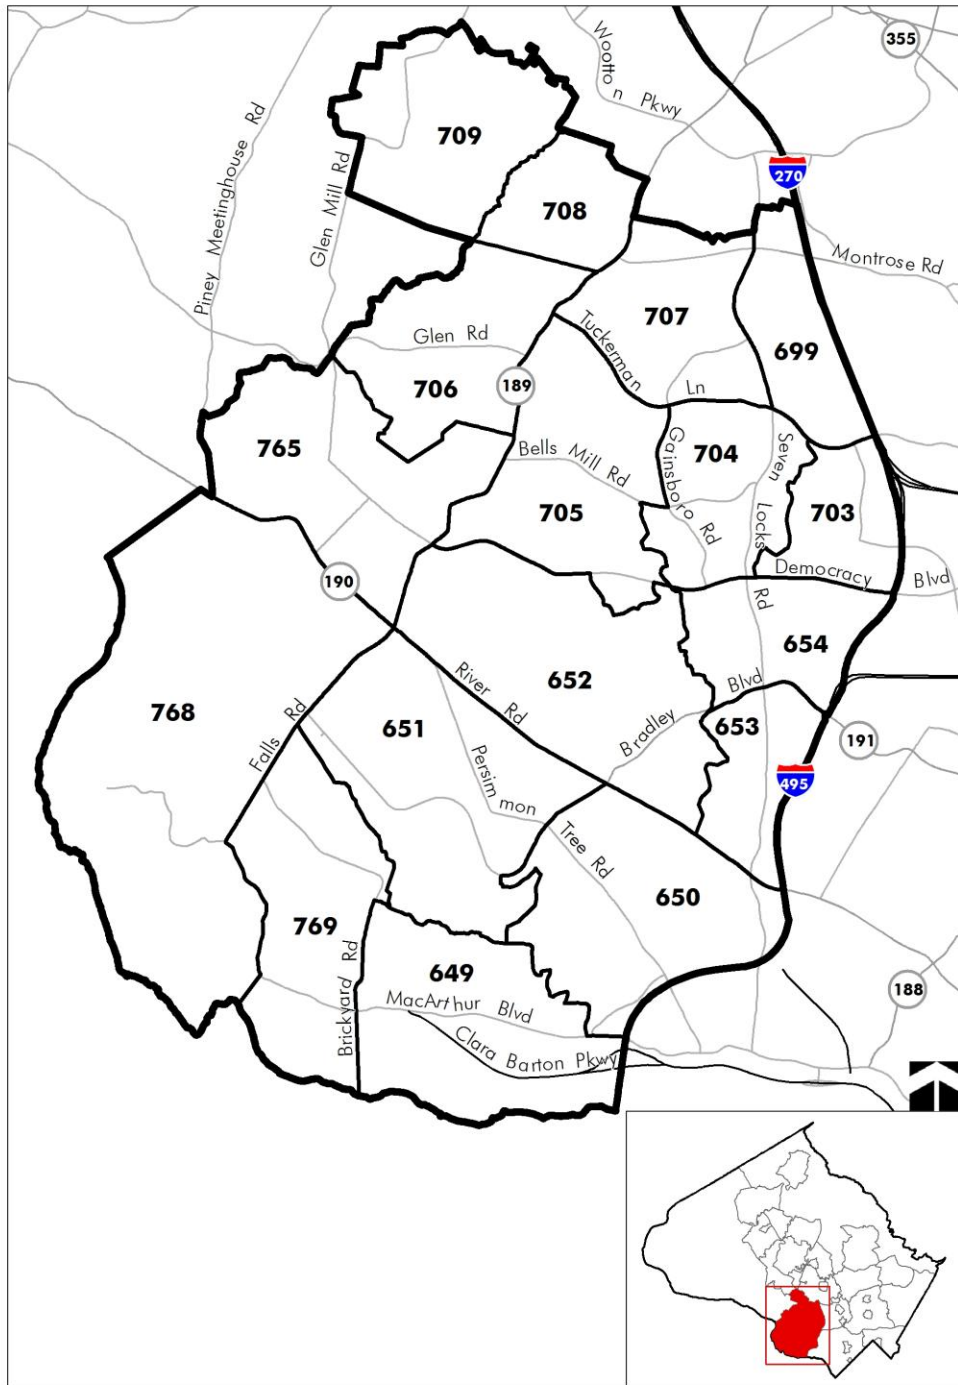 355
Wootton Pkwy
709
Piney Meetinghouse Rd
Glen Mill Rd
270
708
Montrose Rd
707
Tuckerman Ln
699
Glen Rd
189
706
765
Bells Mill Rd
Gainsboro Rd
704
Seven Locks Rd
705
703
190
Democracy Blvd
654
652
768
Falls Rd
651
River Rd
Bradley Blvd
653
191
Persimmon Tree Rd
495
650
769
Brickyard Rd
649
188
MacArthur Blvd
Clara Barton Pkwy